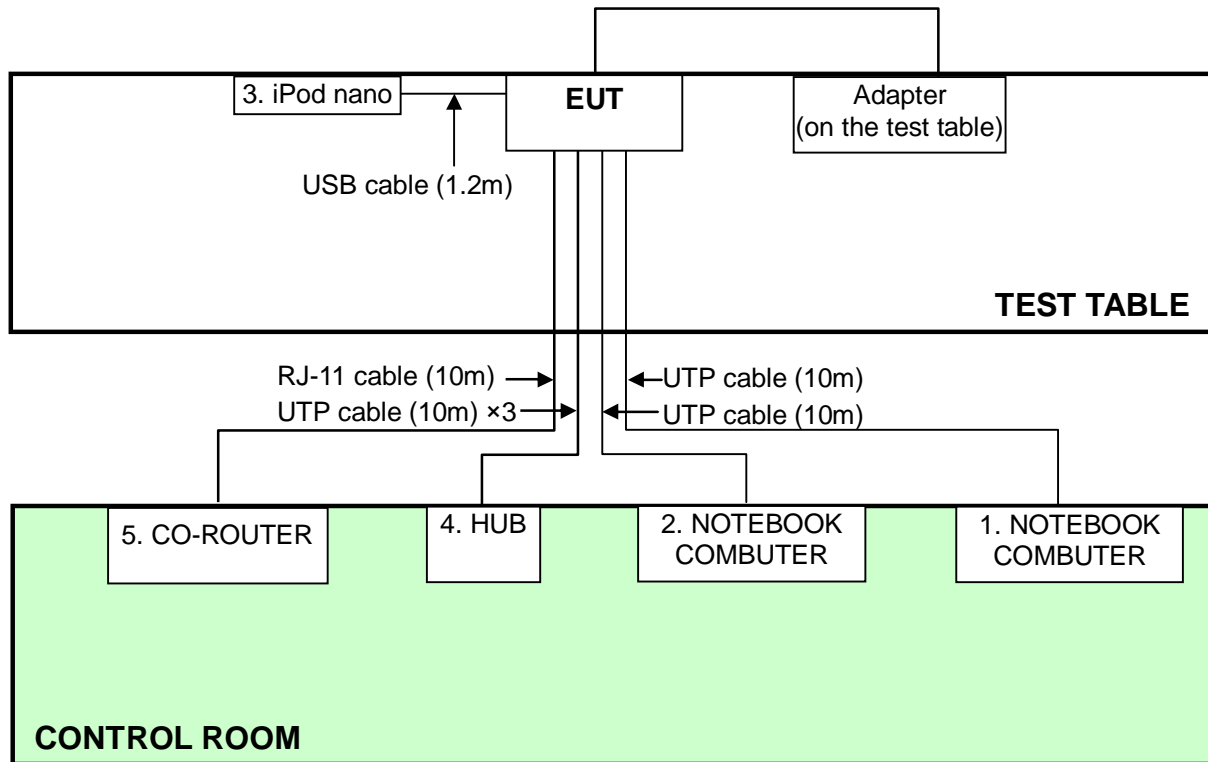 3. iPod nano
EUT
Adapter
(on the test table)
USB cable (1.2m)
TEST TABLE
RJ-11 cable (10m)
UTP cable (10m)
UTP cable (10m) ×3
UTP cable (10m)
5. CO-ROUTER
4. HUB
2. NOTEBOOK
COMBUTER
1. NOTEBOOK
COMBUTER
CONTROL ROOM